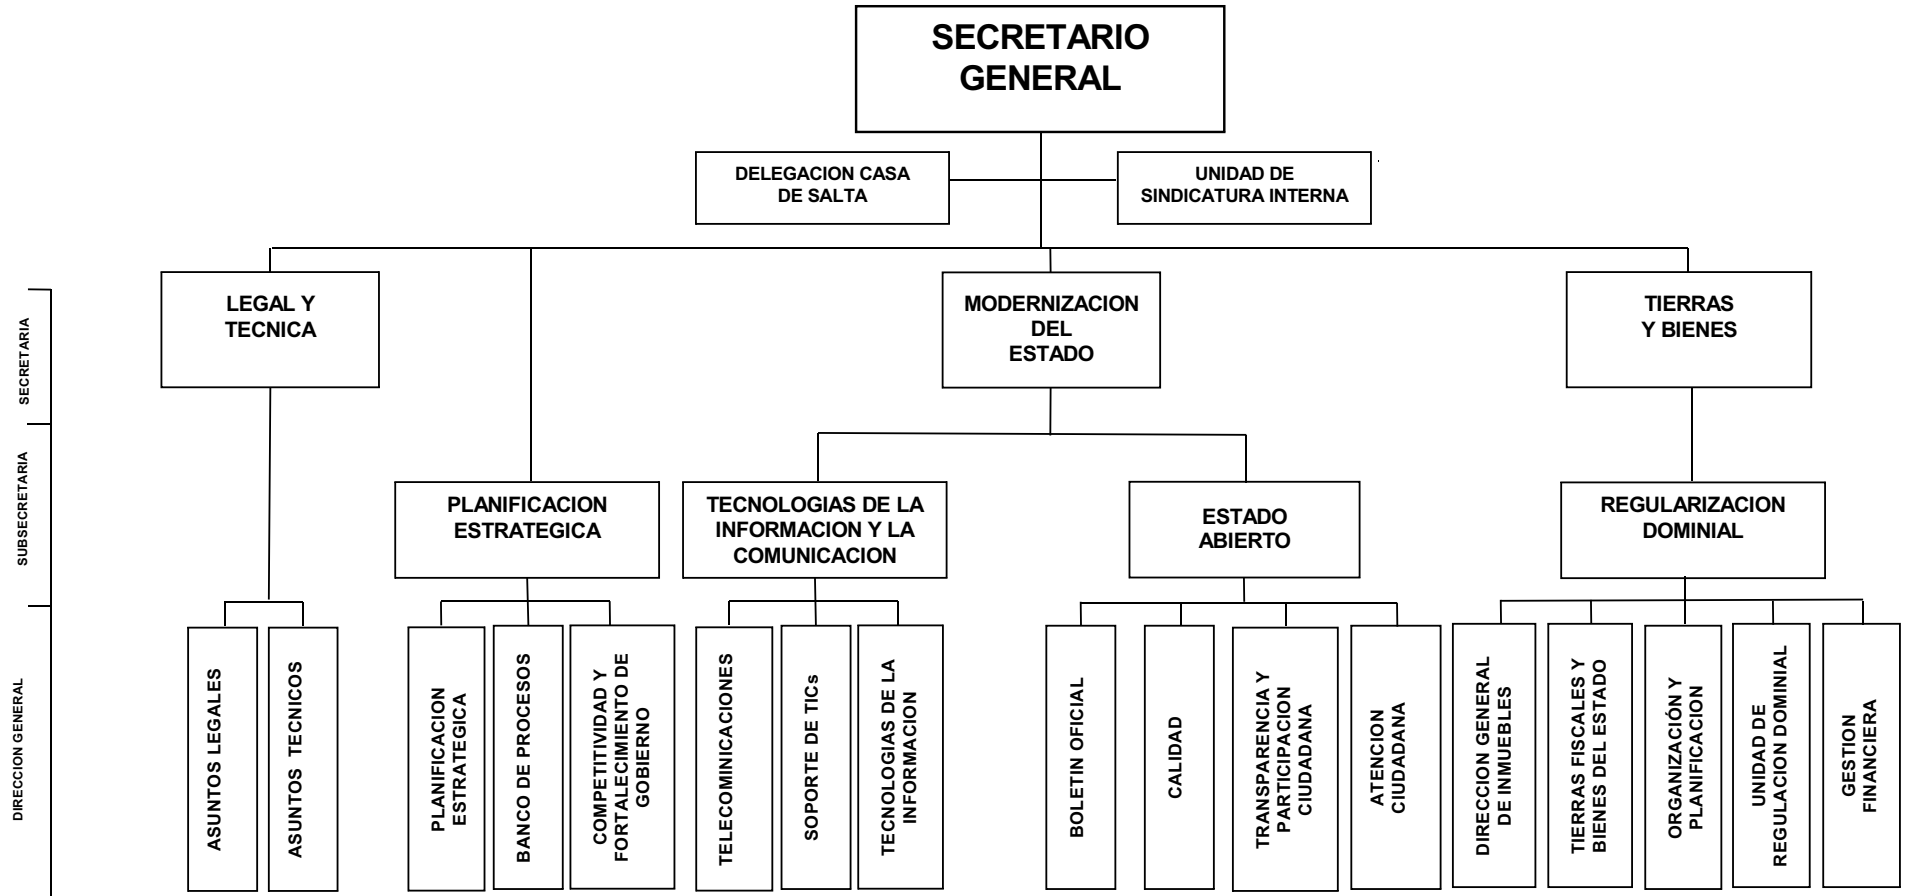 SECRETARIO
GENERAL
DELEGACION CASA
DE SALTA
UNIDAD DE
SINDICATURA INTERNA
SECRETARIA
LEGAL Y
TECNICA
MODERNIZACION
DEL
ESTADO
TIERRAS
Y BIENES
SUBSECRETARIA
PLANIFICACION
ESTRATEGICA
TECNOLOGIAS DE LA
INFORMACION Y LA
COMUNICACION
ESTADO
ABIERTO
REGULARIZACION
DOMINIAL
DIRECCION GENERAL
ASUNTOS LEGALES
ASUNTOS TECNICOS
PLANIFICACION
ESTRATEGICA
BANCO DE PROCESOS
COMPETITIVIDAD Y
FORTALECIMIENTO DE
GOBIERNO
TELECOMINICACIONES
SOPORTE DE TICs
TECNOLOGIAS DE LA
INFORMACION
BOLETIN OFICIAL
CALIDAD
TRANSPARENCIA Y
PARTICIPACION
CIUDADANA
ATENCION
CIUDADANA
DIRECCION GENERAL
DE INMUEBLES
TIERRAS FISCALES Y
BIENES DEL ESTADO
ORGANIZACIÓN Y
PLANIFICACION
UNIDAD DE
REGULACION DOMINIAL
GESTION
FINANCIERA